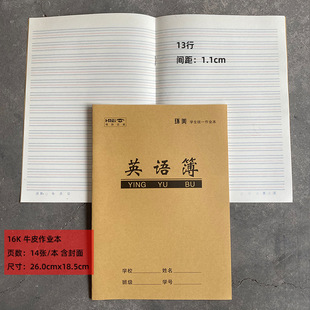 13行
间距：1.1cm
英语簿
YING YU BU
学校 姓名
班级 学号
16K 牛皮作业本
页数：14张/本 含封面
尺寸：26.0cmx18.5cm